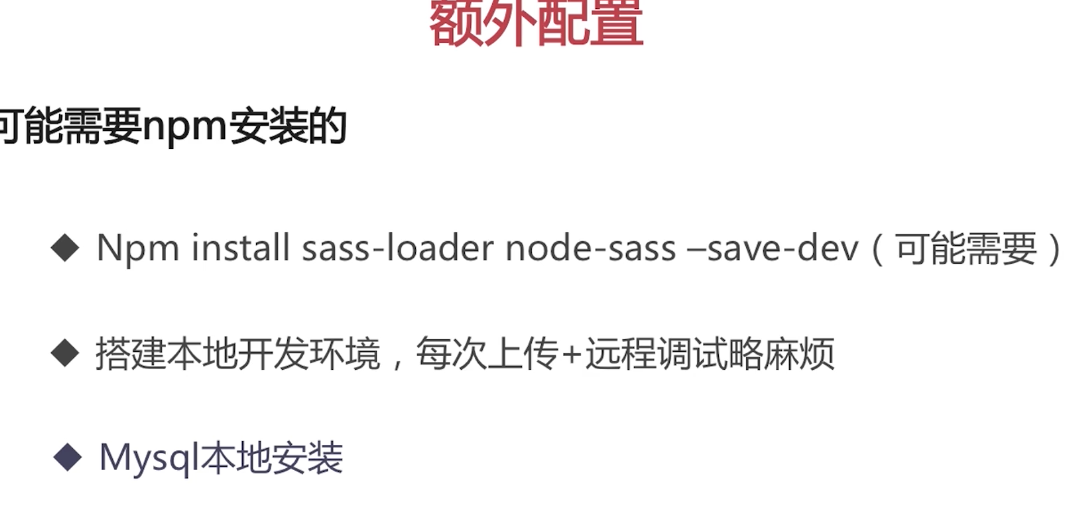 额外配置
可能需要npm安装的
◆ Npm install sass-loader node-sass –save-dev（可能需要）
◆ 搭建本地开发环境，每次上传+远程调试略麻烦
◆ Mysql本地安装